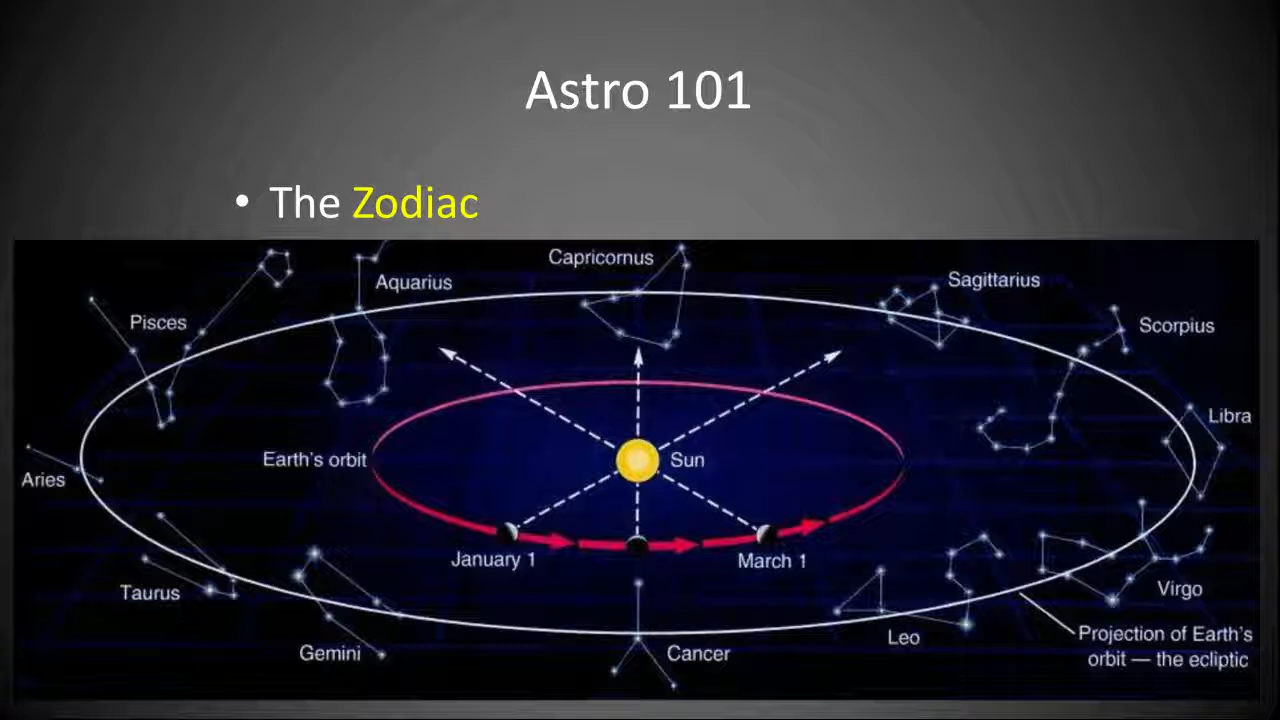 Astro 101
• The Zodiac
Capricornus
Aquarius
Sagittarius
Pisces
Scorpius
Libra
Earth's orbit
Sun
Aries
January 1
March 1
Taurus
Virgo
Gemini
Cancer
Leo
Projection of Earth's
orbit — the ecliptic